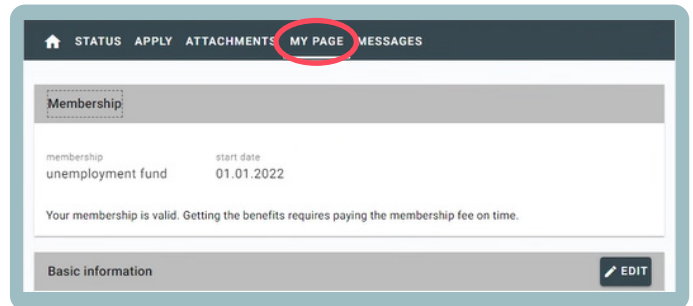 STATUS APPLY ATTACHMENTS MY PAGE MESSAGES
Membership
membership start date
unemployment fund 01.01.2022
Your membership is valid. Getting the benefits requires paying the membership fee on time.
Basic information EDIT